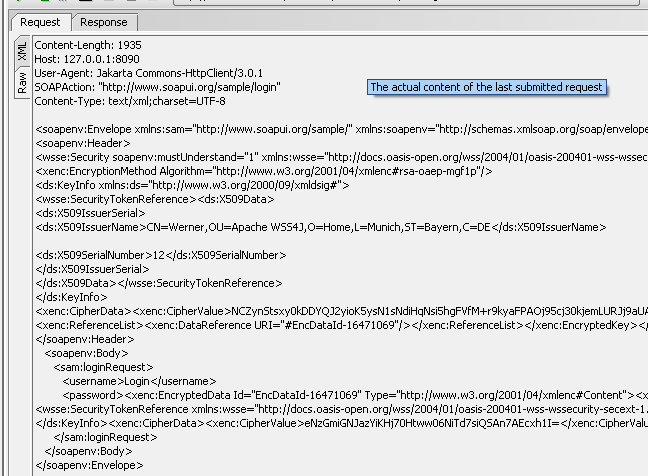 Request Response
XML
Raw
Content-Length: 1935
Host: 127.0.0.1:8090
User-Agent: Jakarta Commons-HttpClient/3.0.1
SOAPAction: "http://www.soapui.org/sample/login"
The actual content of the last submitted request
Content-Type: text/xml;charset=UTF-8
<soapenv:Envelope xmlns:sam="http://www.soapui.org/sample/" xmlns:soapenv="http://schemas.xmlsoap.org/soap/envelope
<soapenv:Header>
<wsse:Security soapenv:mustUnderstand="1" xmlns:wsse="http://docs.oasis-open.org/wss/2004/01/oasis-200401-wss-wssec
<xenc:EncryptionMethod Algorithm="http://www.w3.org/2001/04/xmlenc#rsa-oaep-mgf1p"/>
<ds:KeyInfo xmlns:ds="http://www.w3.org/2000/09/xmldsig#">
<wsse:SecurityTokenReference><ds:X509Data>
<ds:X509IssuerSerial>
<ds:X509IssuerName>CN=Werner,OU=Apache WSS4J,O=Home,L=Munich,ST=Bayern,C=DE</ds:X509IssuerName>
<ds:X509SerialNumber>12</ds:X509SerialNumber>
</ds:X509IssuerSerial>
</ds:X509Data></wsse:SecurityTokenReference>
</ds:KeyInfo>
<xenc:CipherData><xenc:CipherValue>NCZynStsxy0kDDYQJ2yioK5ysN1sNdiHqNsi5hgFVfM+r9kyaFPAOj95cj30kjemLURJj9aUA
<xenc:ReferenceList><xenc:DataReference URI="#EncDataId-16471069"/></xenc:ReferenceList></xenc:EncryptedKey></
</soapenv:Header>
<soapenv:Body>
<sam:loginRequest>
<username>Login</username>
<password><xenc:EncryptedData Id="EncDataId-16471069" Type="http://www.w3.org/2001/04/xmlenc#Content"><x
<wsse:SecurityTokenReference xmlns:wsse="http://docs.oasis-open.org/wss/2004/01/oasis-200401-wss-wssecurity-secext-1.
</ds:KeyInfo><xenc:CipherData><xenc:CipherValue>eNzGmiGNJazYiKHj70Htww06NiTd7siQSAn7AEcxh1I=</xenc:CipherValue>
</sam:loginRequest>
</soapenv:Body>
</soapenv:Envelope>